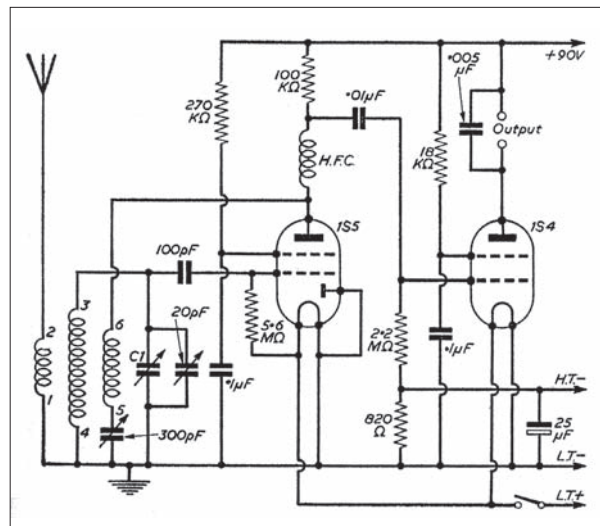 +90V
·005
µF
100
KΩ
·01µF
270
KΩ
Output
18
KΩ
H.F.C.
1S5
1S4
100pF
3
2
6
20pF
5·6
MΩ
2·2
MΩ
C1
·1µF
·1µF
H.T.-
1
5
4
300pF
820
Ω
25
µF
L.T.-
L.T+